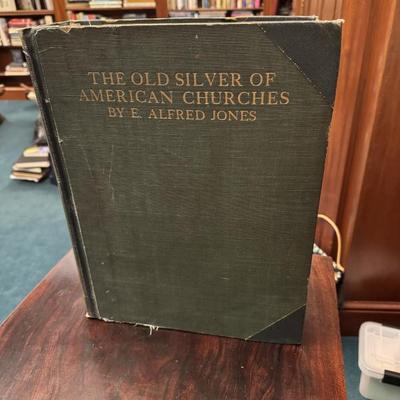 THE OLD SILVER OF
AMERICAN CHURCHES
BY E. ALFRED JONES